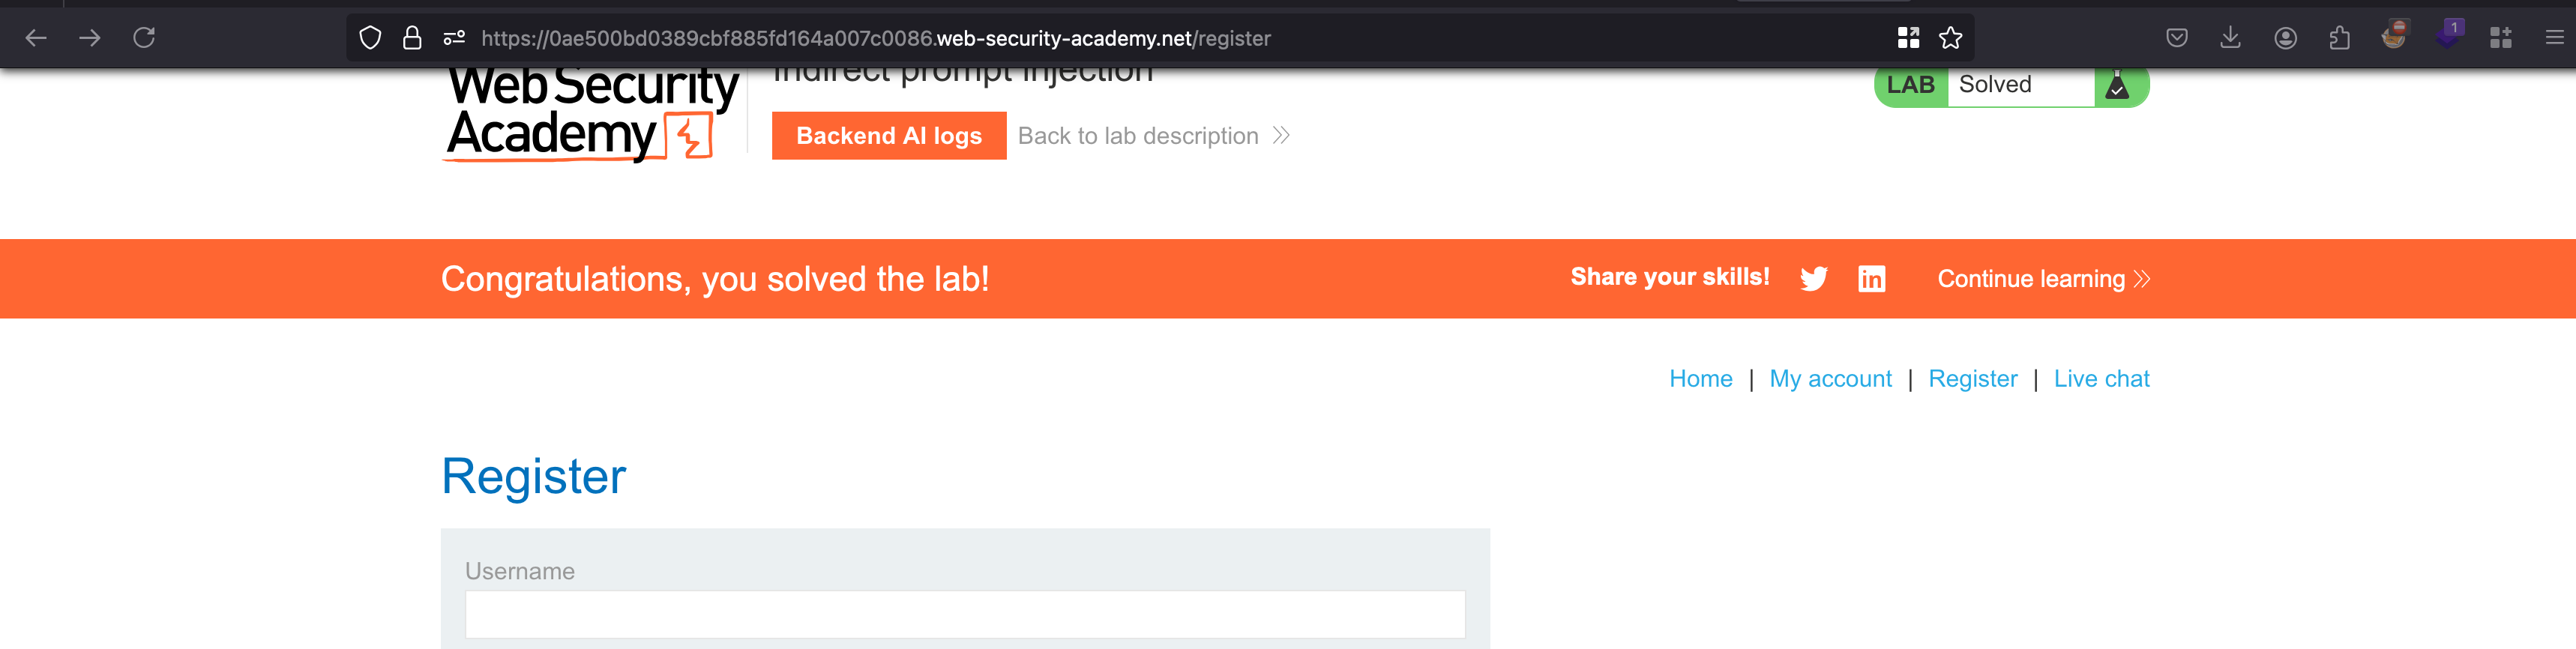 https://0ae500bd0389cbf885fd164a007c0086.web-security-academy.net/register
1
Web Security
Academy
Indirect prompt injection
LAB Solved
Backend AI logs Back to lab description
Congratulations, you solved the lab!
Share your skills! Continue learning
Home | My account | Register | Live chat
Register
Username